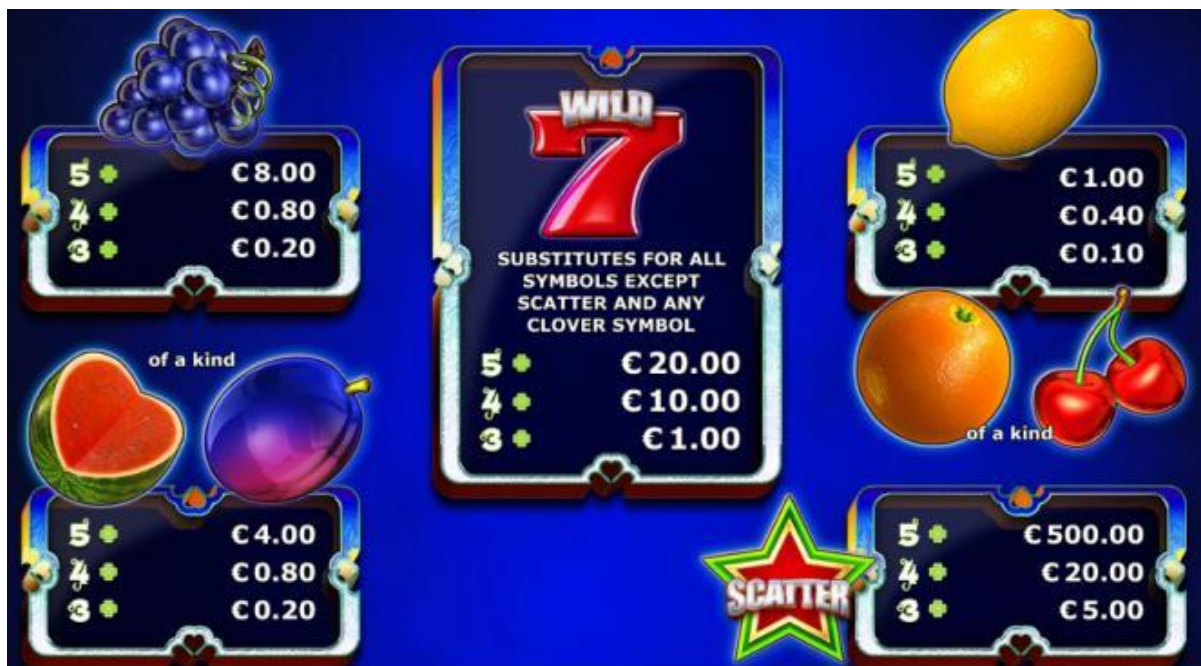 5 € 8.00
4 € 0.80
3 € 0.20
WILD
7
SUBSTITUTES FOR ALL
SYMBOLS EXCEPT
SCATTER AND ANY
CLOVER SYMBOL
5 € 20.00
4 € 10.00
3 € 1.00
5 € 1.00
4 € 0.40
3 € 0.10
of a kind
5 € 4.00
4 € 0.80
3 € 0.20
of a kind
SCATTER
5 € 500.00
4 € 20.00
3 € 5.00